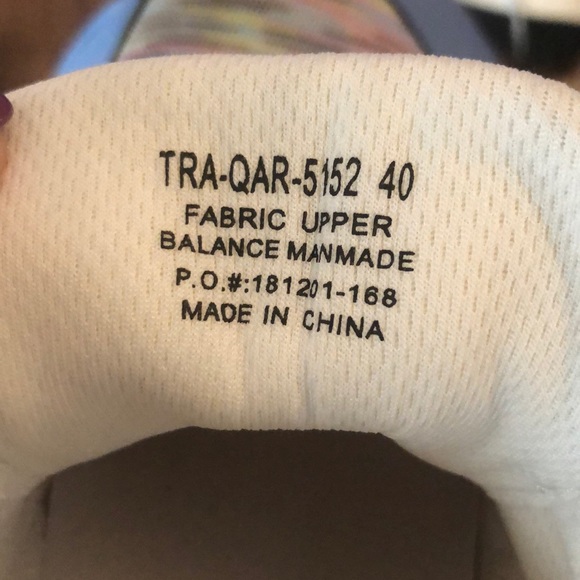 TRA-QAR-5152 40
FABRIC UPPER
BALANCE MANMADE
P.O.#:181201-168
MADE IN CHINA